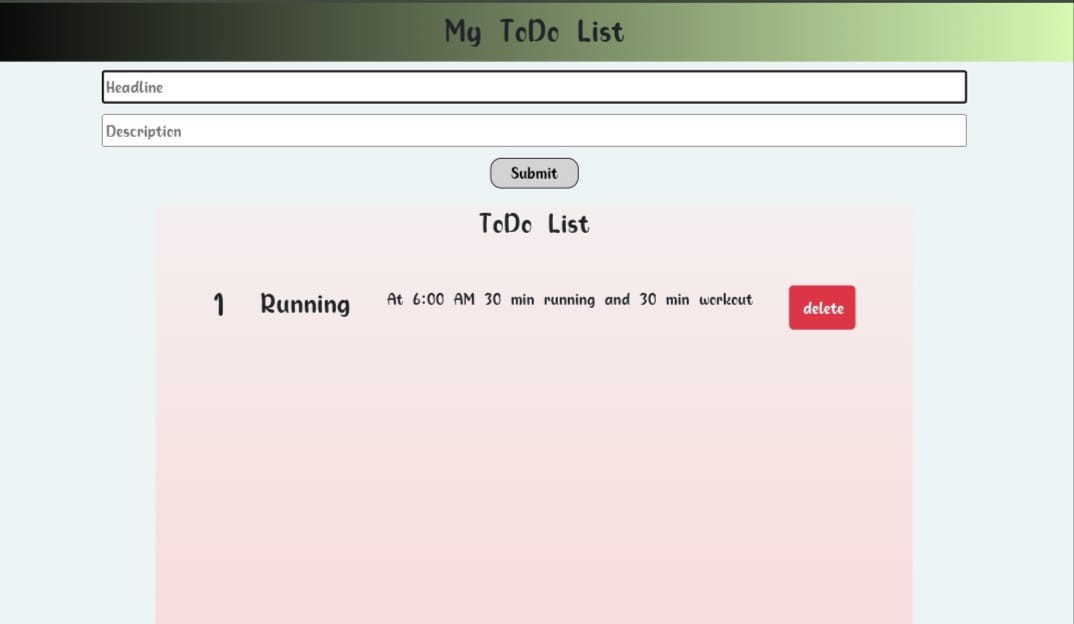 My ToDo List
Headline
Description
Submit
ToDo List
1 Running At 6:00 AM 30 min running and 30 min workout delete